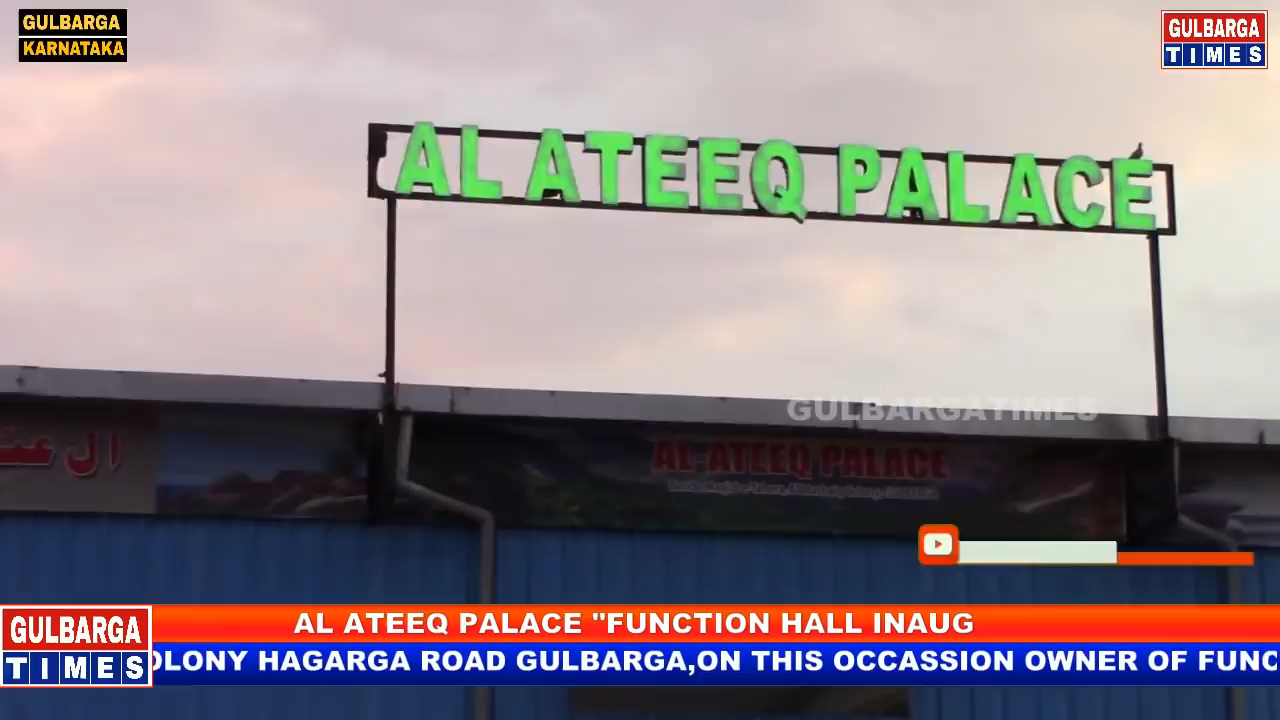 GULBARGA
KARNATAKA
GULBARGA
TIMES
AL ATEEQ PALACE
GULBARGATIMES
ال
AL-ATEEQ PALACE
GULBARGA
TIMES
AL ATEEQ PALACE "FUNCTION HALL INAUG
OLONY HAGARGA ROAD GULBARGA,ON THIS OCCASSION OWNER OF FUNC